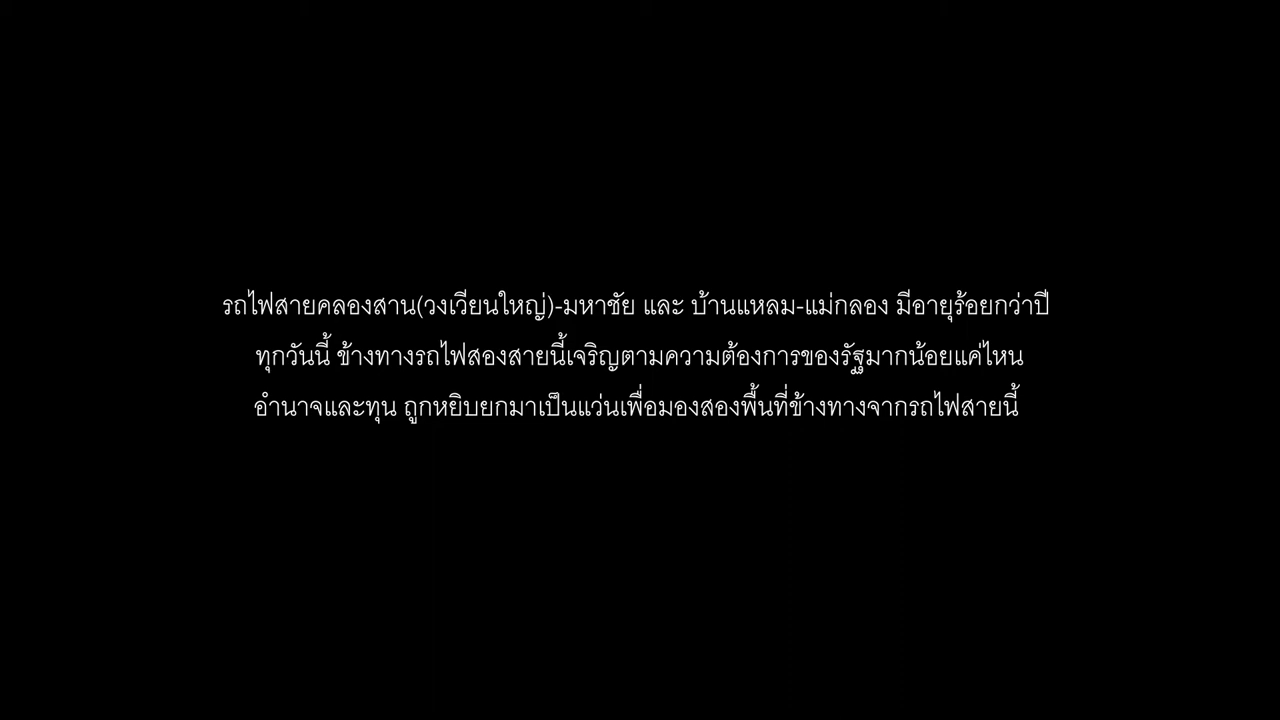 รถไฟสายคลองสาน(วงเวียนใหญ่)-มหาชัย และ บ้านแหลม-แม่กลอง มีอายุร้อยกว่าปี
ทุกวันนี้ ข้างทางรถไฟสองสายนี้เจริญตามความต้องการของรัฐมากน้อยแค่ไหน
อำนาจและทุน ถูกหยิบยกมาเป็นแว่นเพื่อมองสองพื้นที่ข้างทางจากรถไฟสายนี้